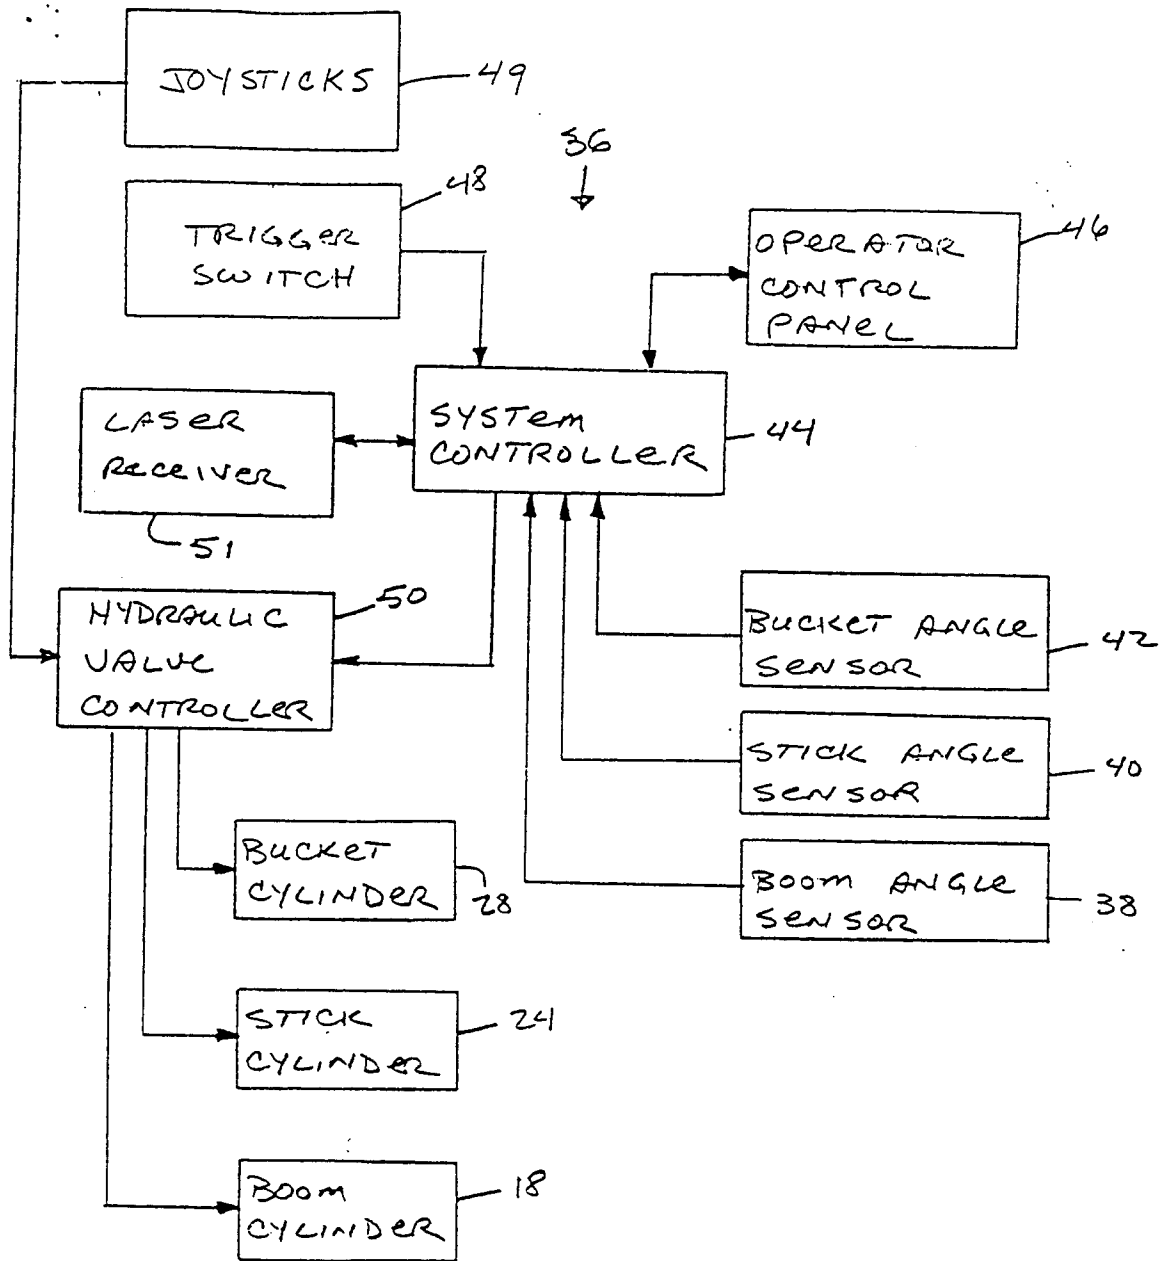 JOYSTICKS
49
36
TRIGGER
SWITCH
48
OPERATOR
CONTROL
PANEL
46
LASER
RECEIVER
51
SYSTEM
CONTROLLER
44
HYDRAULIC
VALVE
CONTROLLER
50
BUCKET ANGLE
SENSOR
42
STICK ANGLE
SENSOR
40
BOOM ANGLE
SENSOR
38
BUCKET
CYLINDER
28
STICK
CYLINDER
24
BOOM
CYLINDER
18